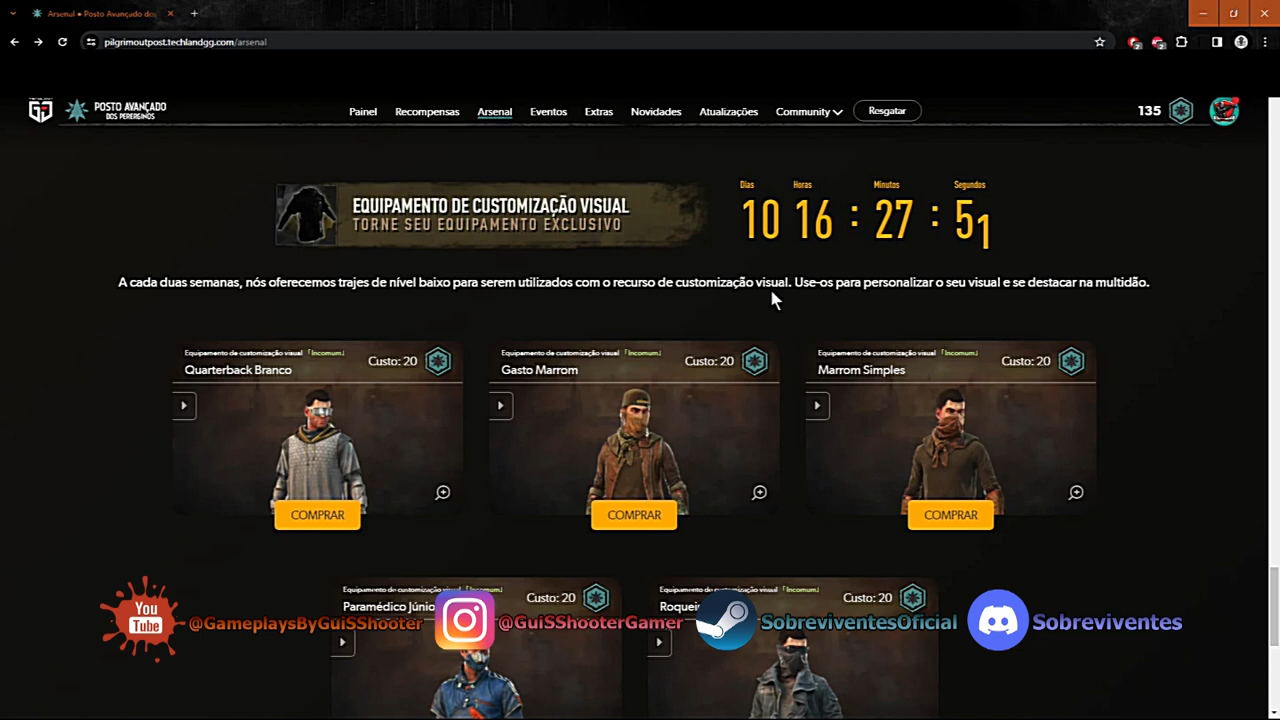 Arsenal • Posto Avançado dos
pilgrimoutpost.techlandgg.com/arsenal
GG
POSTO AVANÇADO
DOS PEREGRINOS
Painel
Recompensas
Arsenal
Eventos
Extras
Novidades
Atualizações
Community
Resgatar
135
EQUIPAMENTO DE CUSTOMIZAÇÃO VISUAL
TORNE SEU EQUIPAMENTO EXCLUSIVO
Dias Horas Minutos Segundos
10 16 : 27 : 51
A cada duas semanas, nós oferecemos trajes de nível baixo para serem utilizados com o recurso de customização visual. Use-os para personalizar o seu visual e se destacar na multidão.
Equipamento de customização visual 「Incomum」
Quarterback Branco
Custo: 20
COMPRAR
Equipamento de customização visual 「Incomum」
Gasto Marrom
Custo: 20
COMPRAR
Equipamento de customização visual 「Incomum」
Marrom Simples
Custo: 20
COMPRAR
Equipamento de customização visual 「Incomum」
Paramédico Júnio
Custo: 20
Equipamento de customização visual 「Incomum」
Roquei
Custo: 20
You
Tube
@GameplaysByGuiSShooter
@GuiSShooterGamer
SobreviventesOficial
Sobreviventes